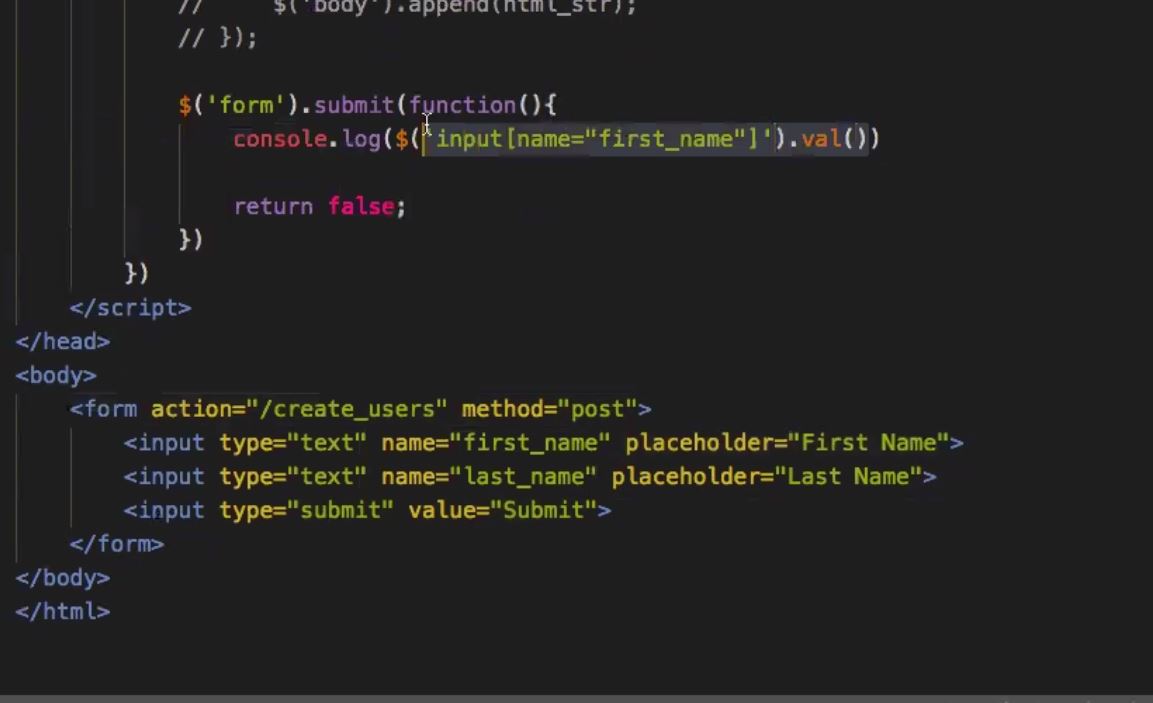 //     $('body').append(html_str);
// });
$('form').submit(function(){
console.log($('input[name="first_name"]').val())
return false;
})
})
</script>
</head>
<body>
<form action="/create_users" method="post">
<input type="text" name="first_name" placeholder="First Name">
<input type="text" name="last_name" placeholder="Last Name">
<input type="submit" value="Submit">
</form>
</body>
</html>